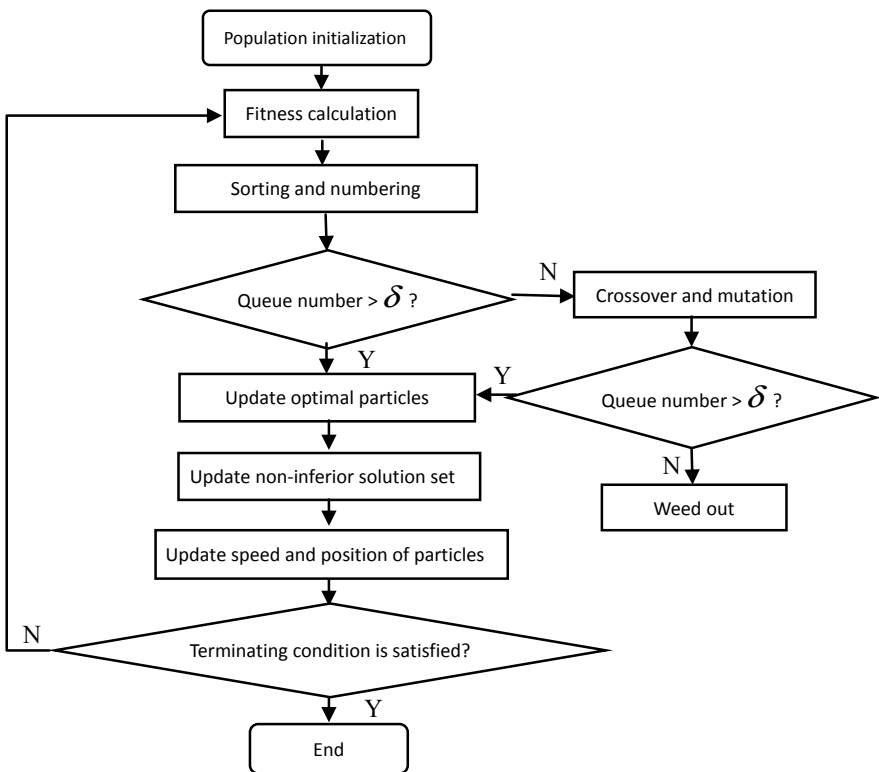 Population initialization
Fitness calculation
Sorting and numbering
Queue number > δ ?
N
Crossover and mutation
Y
Update optimal particles
Y
Queue number > δ ?
Update non-inferior solution set
N
Weed out
Update speed and position of particles
N
Terminating condition is satisfied?
Y
End